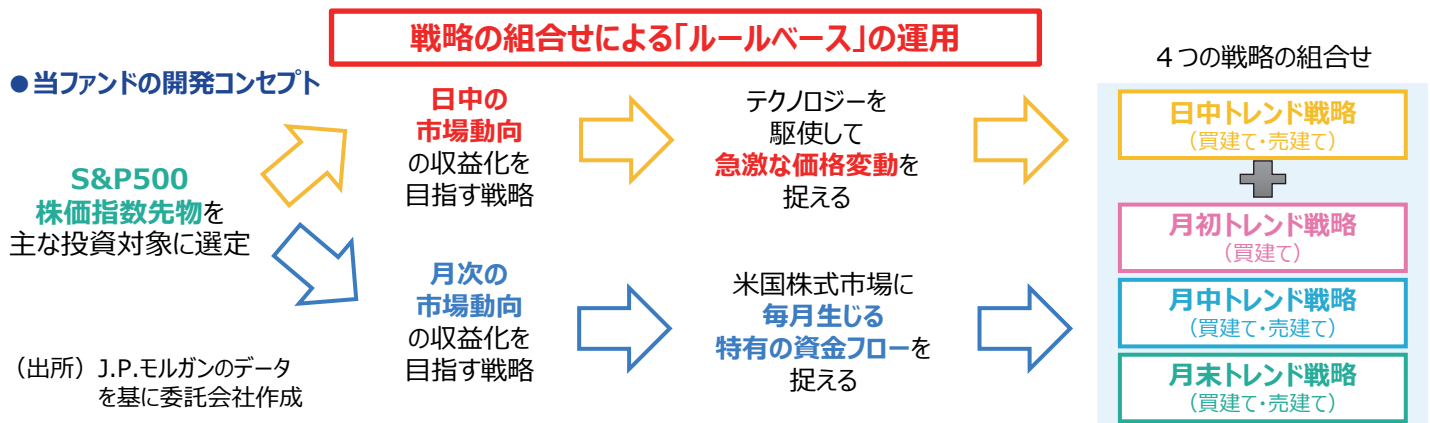 戦略の組合せによる「ルールベース」の運用
●当ファンドの開発コンセプト
S&P500
株価指数先物を
主な投資対象に選定
日中の
市場動向
の収益化を
目指す戦略
テクノロジーを
駆使して
急激な価格変動を
捉える
月次の
市場動向
の収益化を
目指す戦略
米国株式市場に
毎月生じる
特有の資金フローを
捉える
4つの戦略の組合せ
日中トレンド戦略
（買建て・売建て）
月初トレンド戦略
（買建て）
月中トレンド戦略
（買建て・売建て）
月末トレンド戦略
（買建て・売建て）
（出所）J.P.モルガンのデータ
を基に委託会社作成